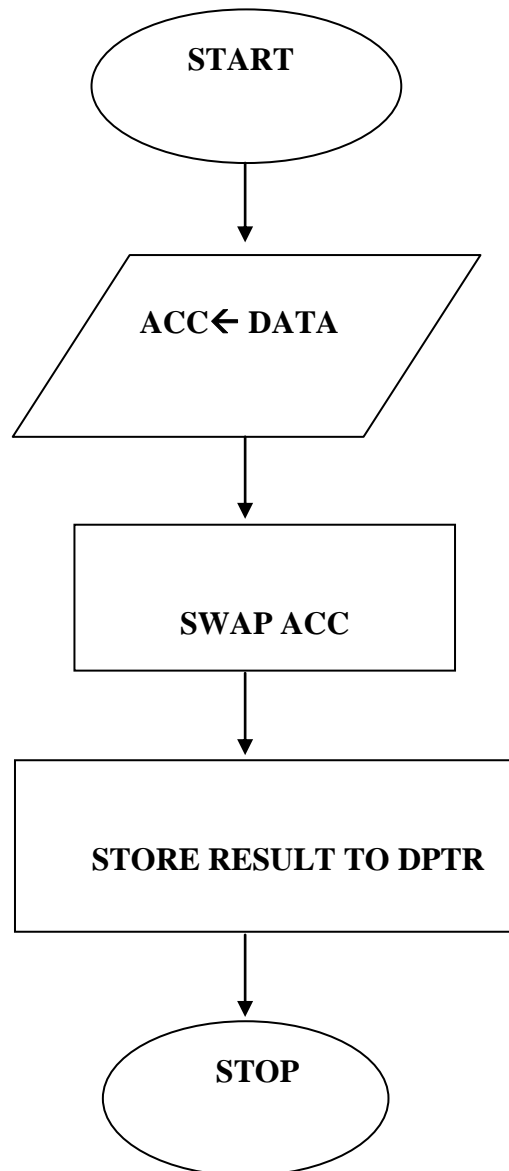 START
ACC← DATA
SWAP ACC
STORE RESULT TO DPTR
STOP